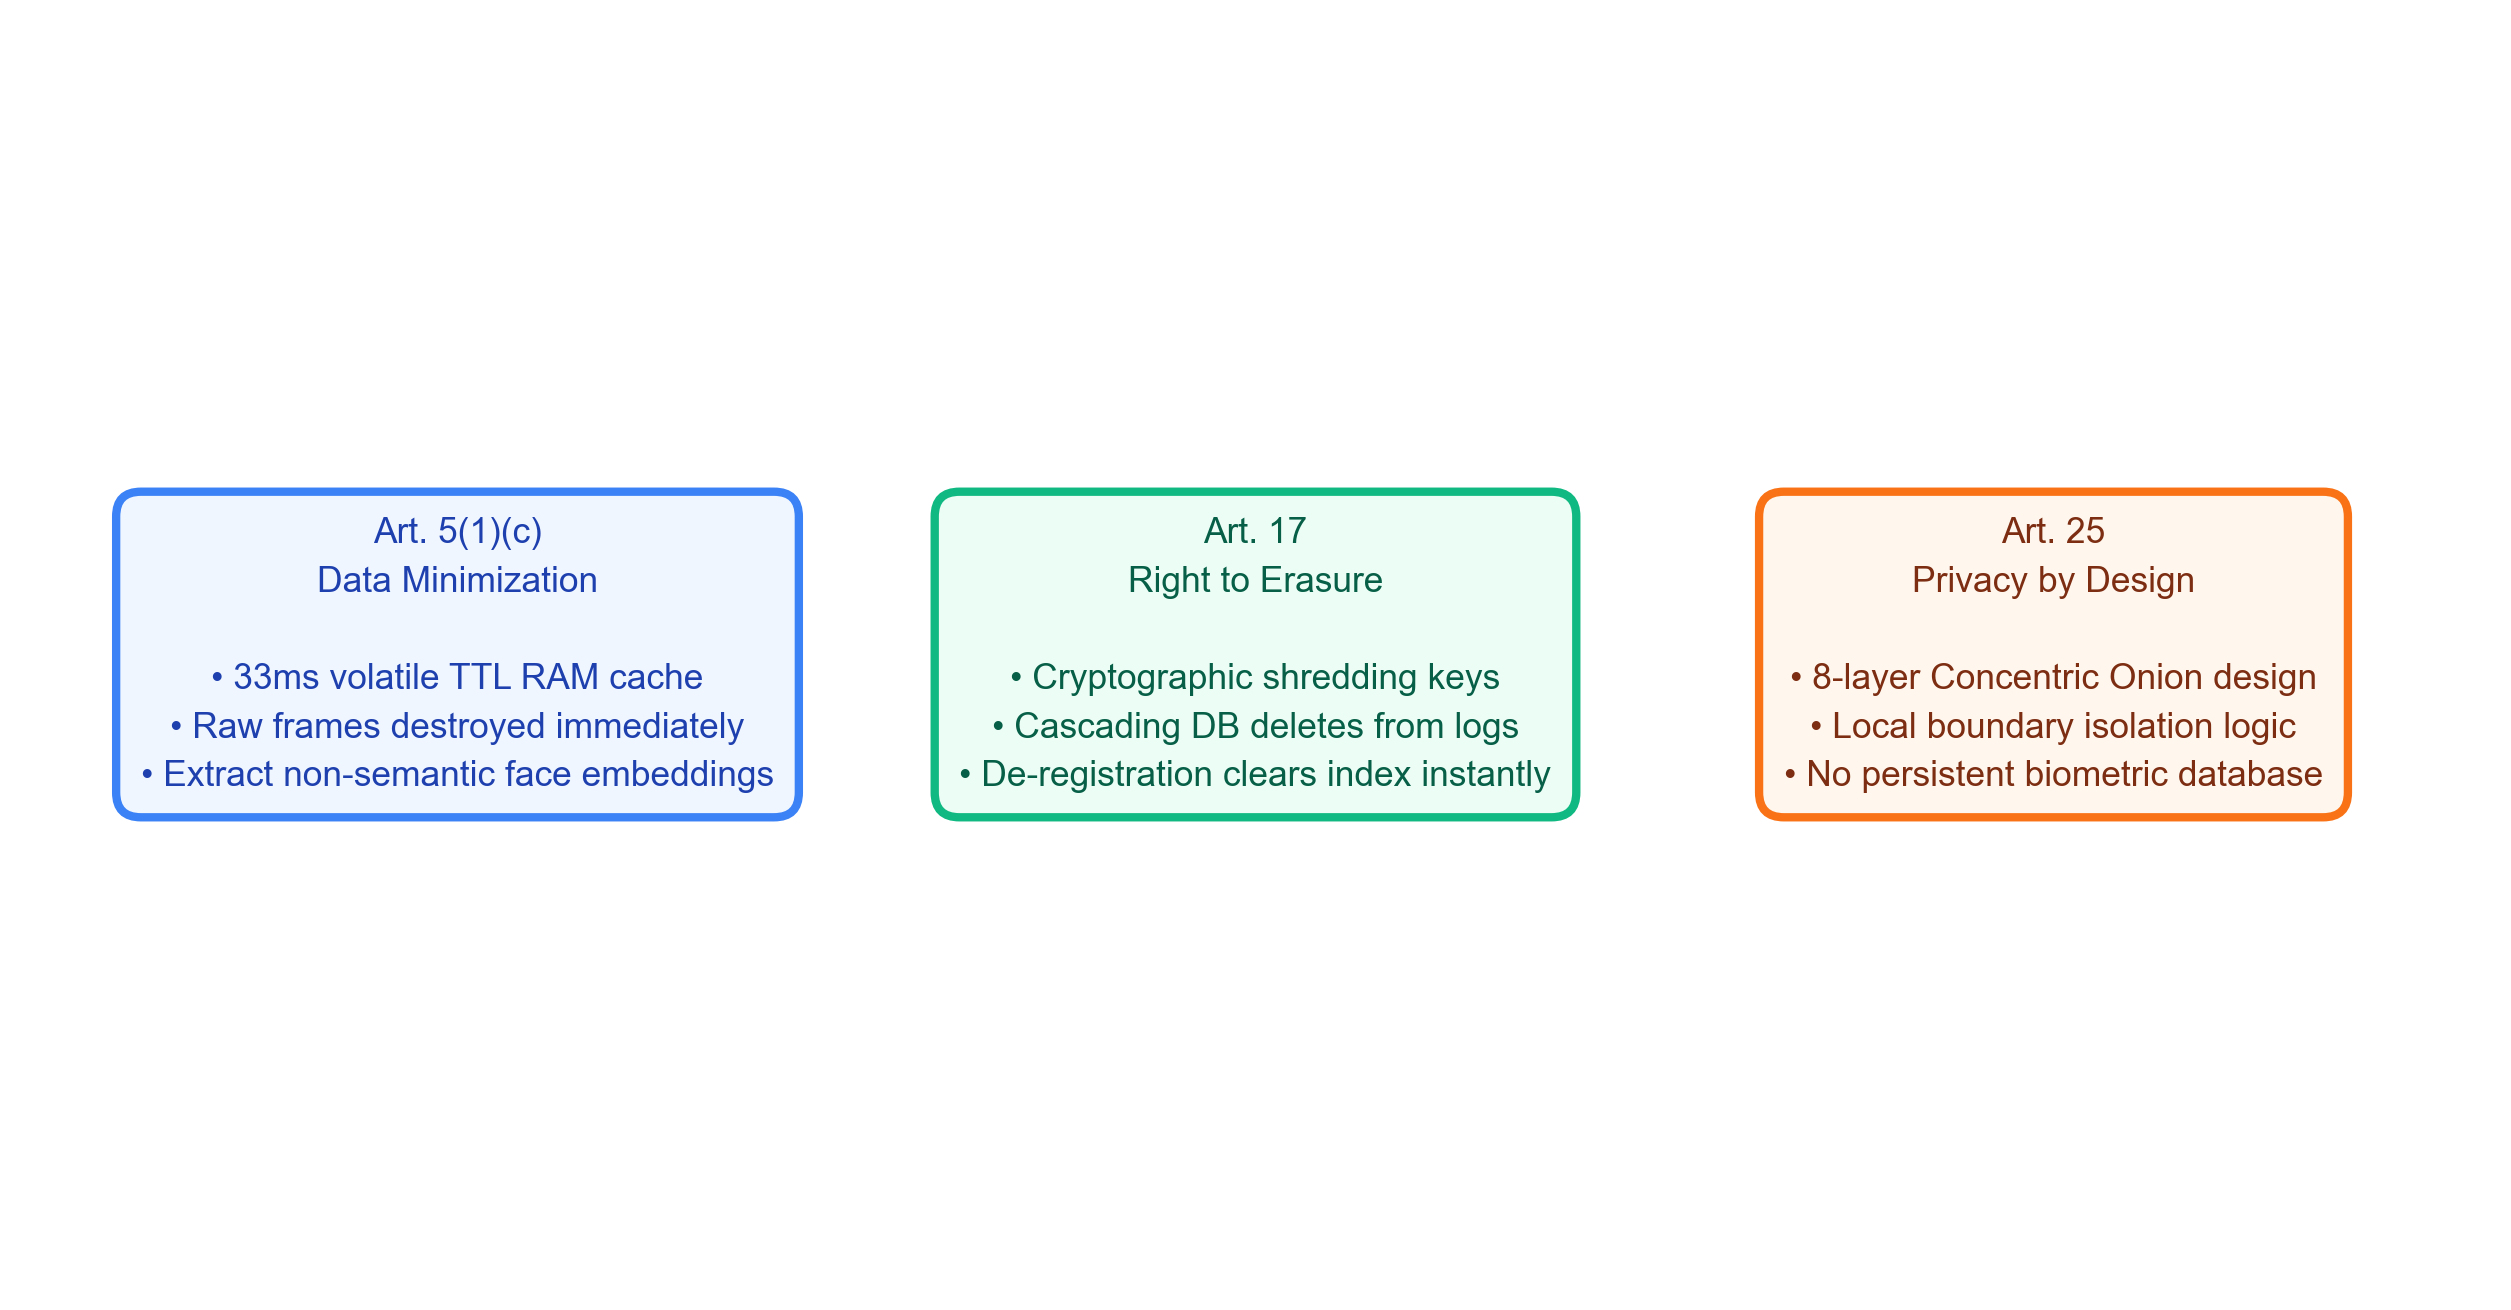 Art. 5(1)(c)
Data Minimization
• 33ms volatile TTL RAM cache
• Raw frames destroyed immediately
• Extract non-semantic face embeddings
Art. 17
Right to Erasure
• Cryptographic shredding keys
• Cascading DB deletes from logs
• De-registration clears index instantly
Art. 25
Privacy by Design
• 8-layer Concentric Onion design
• Local boundary isolation logic
• No persistent biometric database